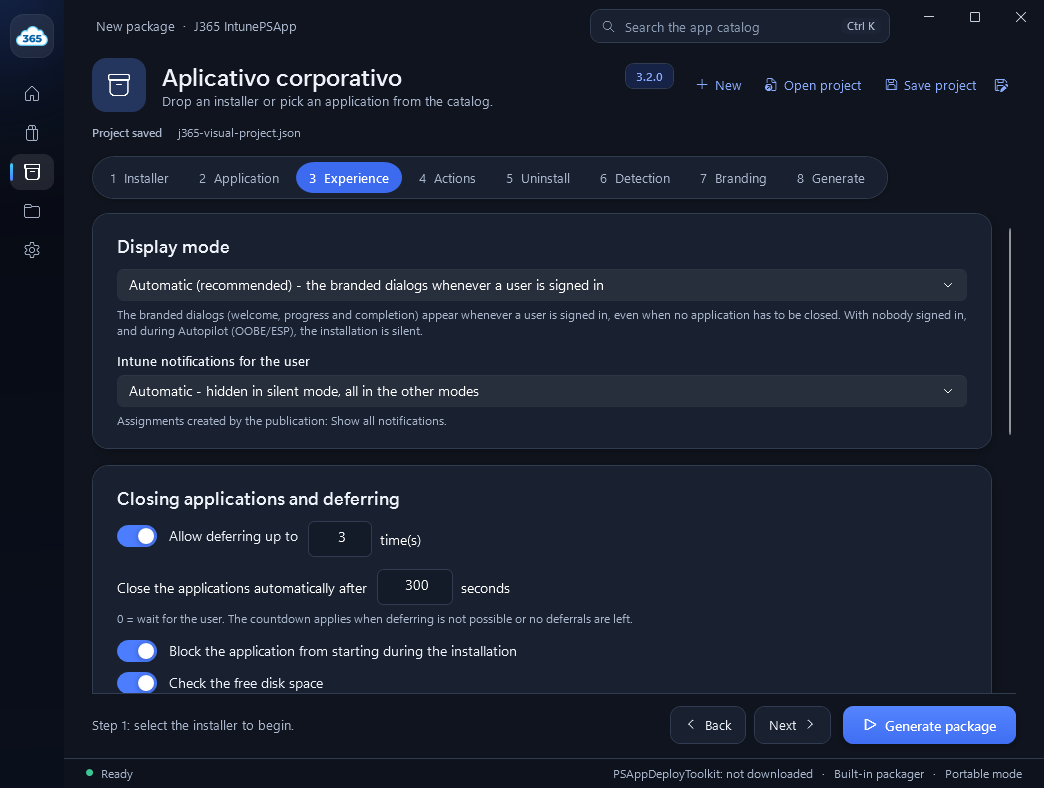 365
New package · J365 IntunePSApp
Search the app catalog Ctrl K
Aplicativo corporativo
Drop an installer or pick an application from the catalog.
3.2.0
New
Open project
Save project
Project saved j365-visual-project.json
1 Installer 2 Application 3 Experience 4 Actions 5 Uninstall 6 Detection 7 Branding 8 Generate
Display mode
Automatic (recommended) - the branded dialogs whenever a user is signed in
The branded dialogs (welcome, progress and completion) appear whenever a user is signed in, even when no application has to be closed. With nobody signed in,
and during Autopilot (OOBE/ESP), the installation is silent.
Intune notifications for the user
Automatic - hidden in silent mode, all in the other modes
Assignments created by the publication: Show all notifications.
Closing applications and deferring
Allow deferring up to 3 time(s)
Close the applications automatically after 300 seconds
0 = wait for the user. The countdown applies when deferring is not possible or no deferrals are left.
Block the application from starting during the installation
Check the free disk space
Step 1: select the installer to begin.
Back
Next
Generate package
Ready
PSAppDeployToolkit: not downloaded · Built-in packager · Portable mode